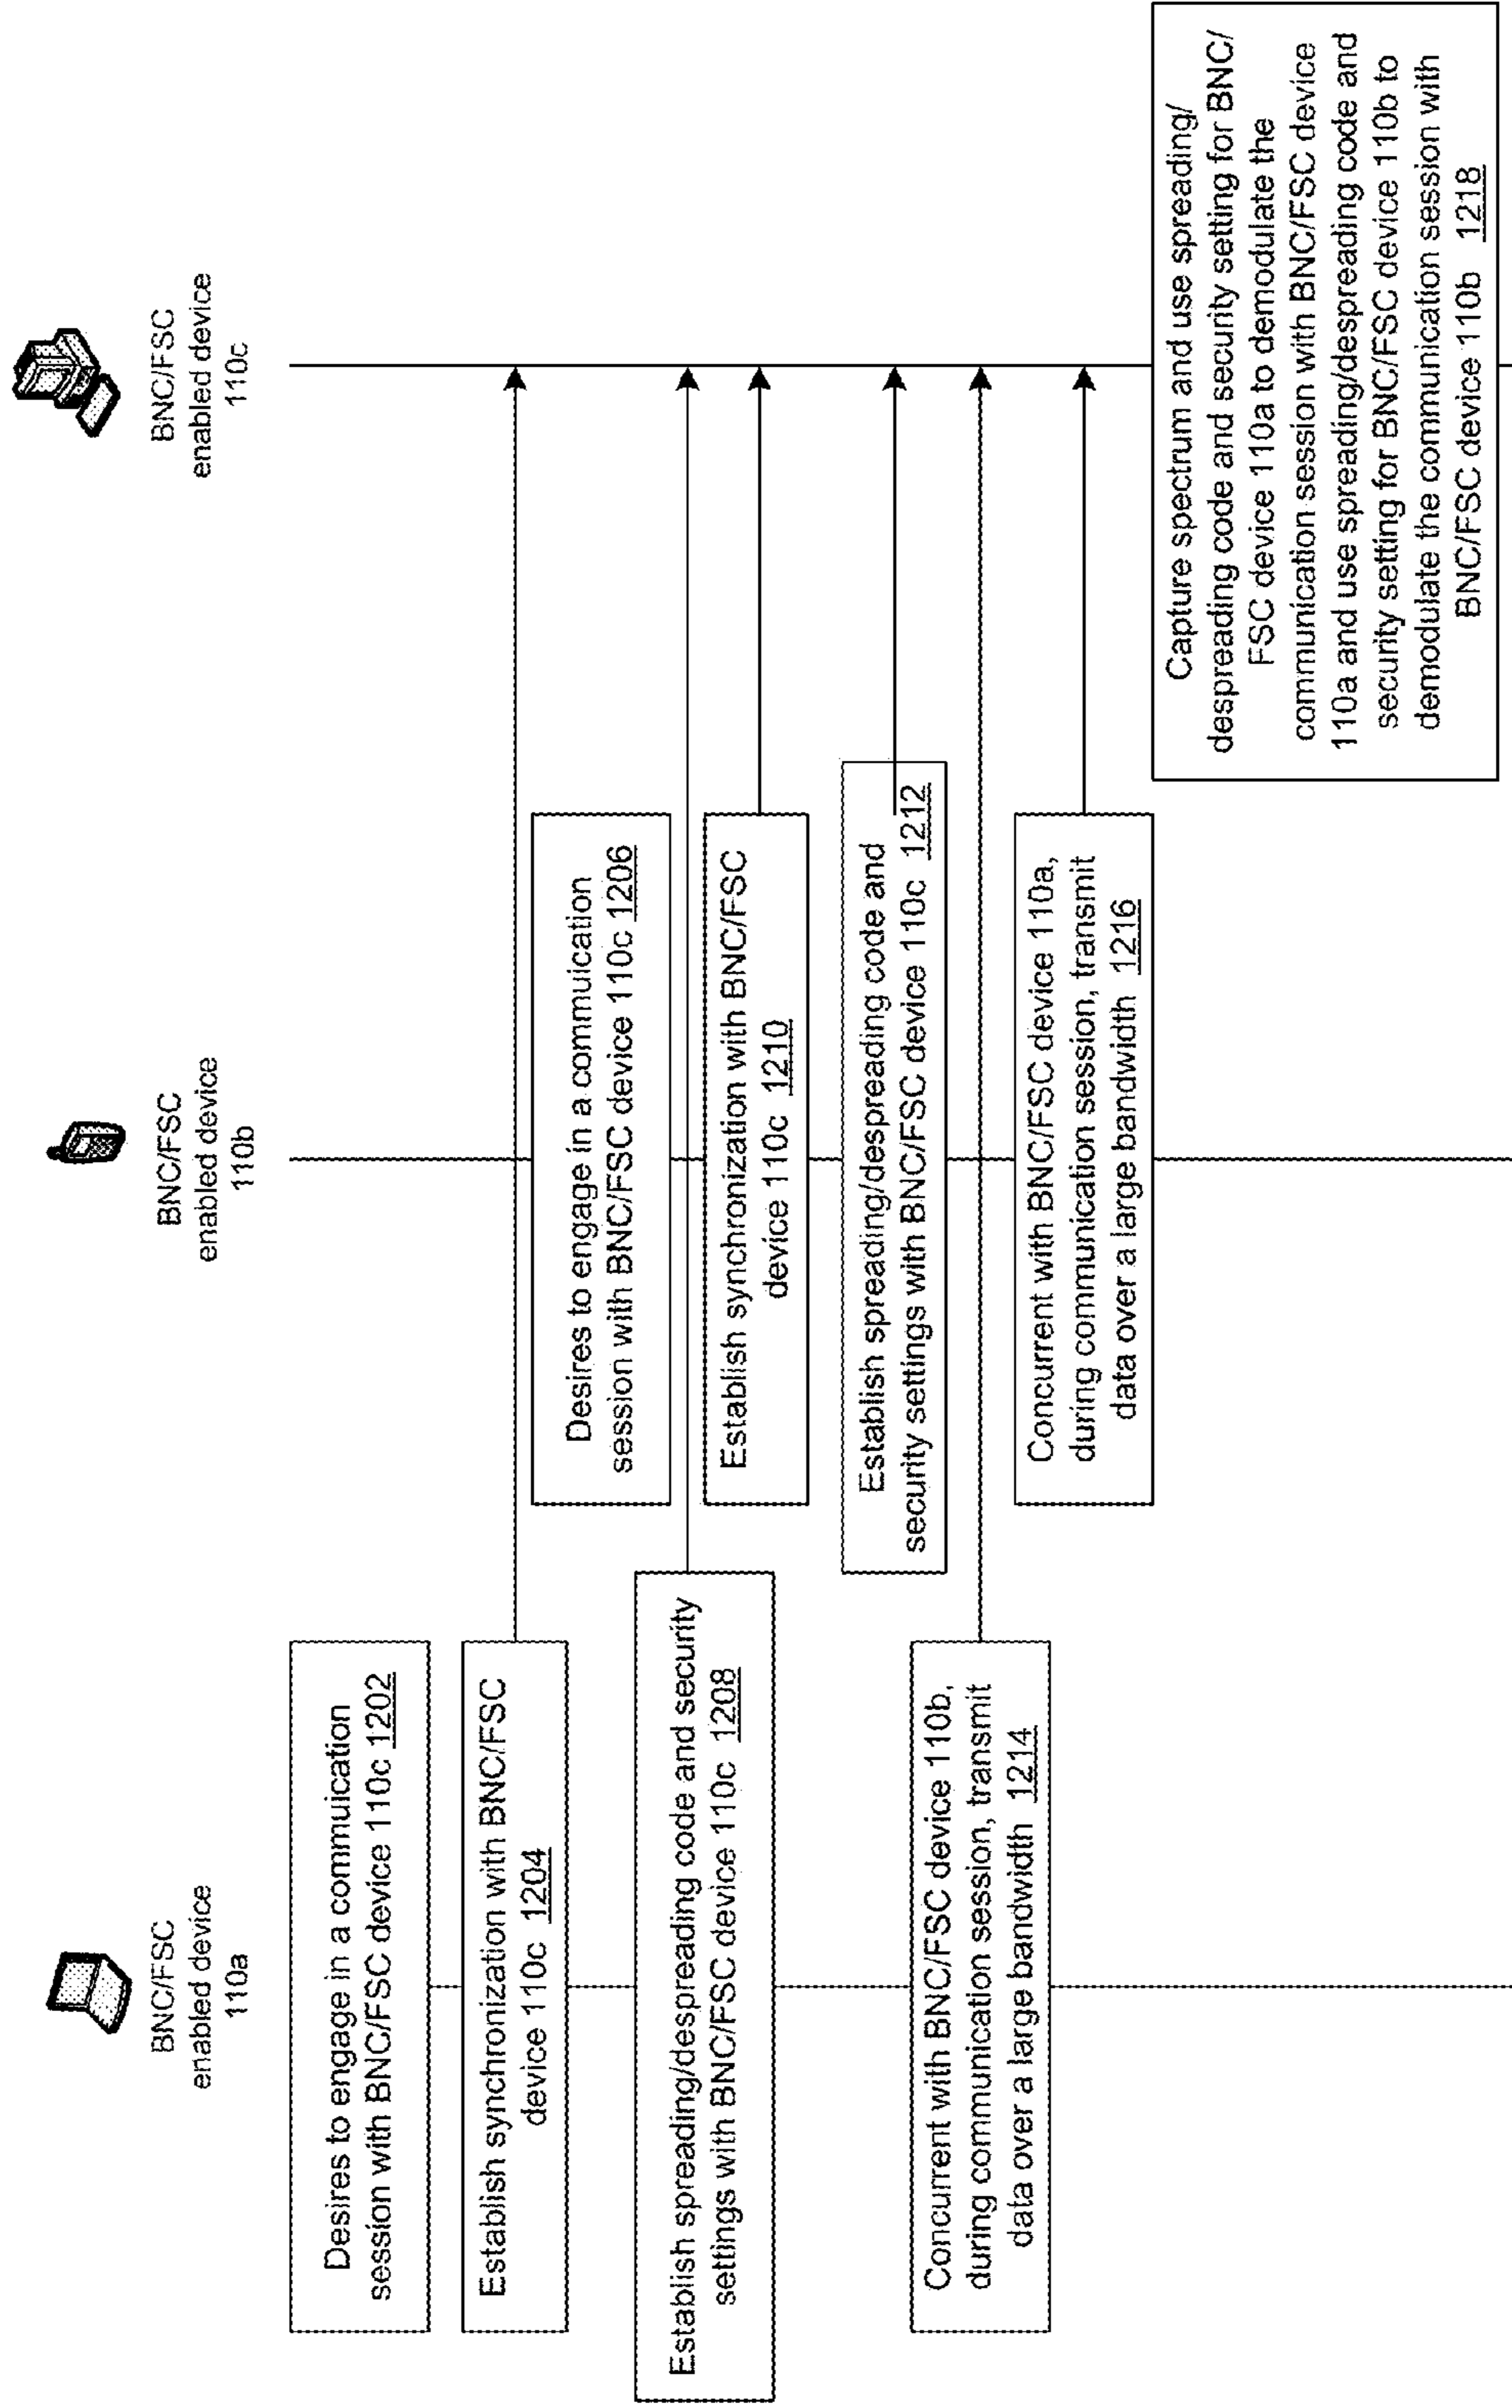 BNC/FSC
enabled device
110a
BNC/FSC
enabled device
110b
BNC/FSC
enabled device
110c
Desires to engage in a commuication
session with BNC/FSC device 110c 1202
Establish synchronization with BNC/FSC
device 110c 1204
Desires to engage in a commuication
session with BNC/FSC device 110c 1206
Establish spreading/despreading code and security
settings with BNC/FSC device 110c 1208
Establish synchronization with BNC/FSC
device 110c 1210
Establish spreading/despreading code and
security settings with BNC/FSC device 110c 1212
Concurrent with BNC/FSC device 110b,
during communication session, transmit
data over a large bandwidth 1214
Concurrent with BNC/FSC device 110a,
during communication session, transmit
data over a large bandwidth 1216
Capture spectrum and use spreading/
despreading code and security setting for BNC/
FSC device 110a to demodulate the
communication session with BNC/FSC device
110a and use spreading/despreading code and
security setting for BNC/FSC device 110b to
demodulate the communication session with
BNC/FSC device 110b 1218